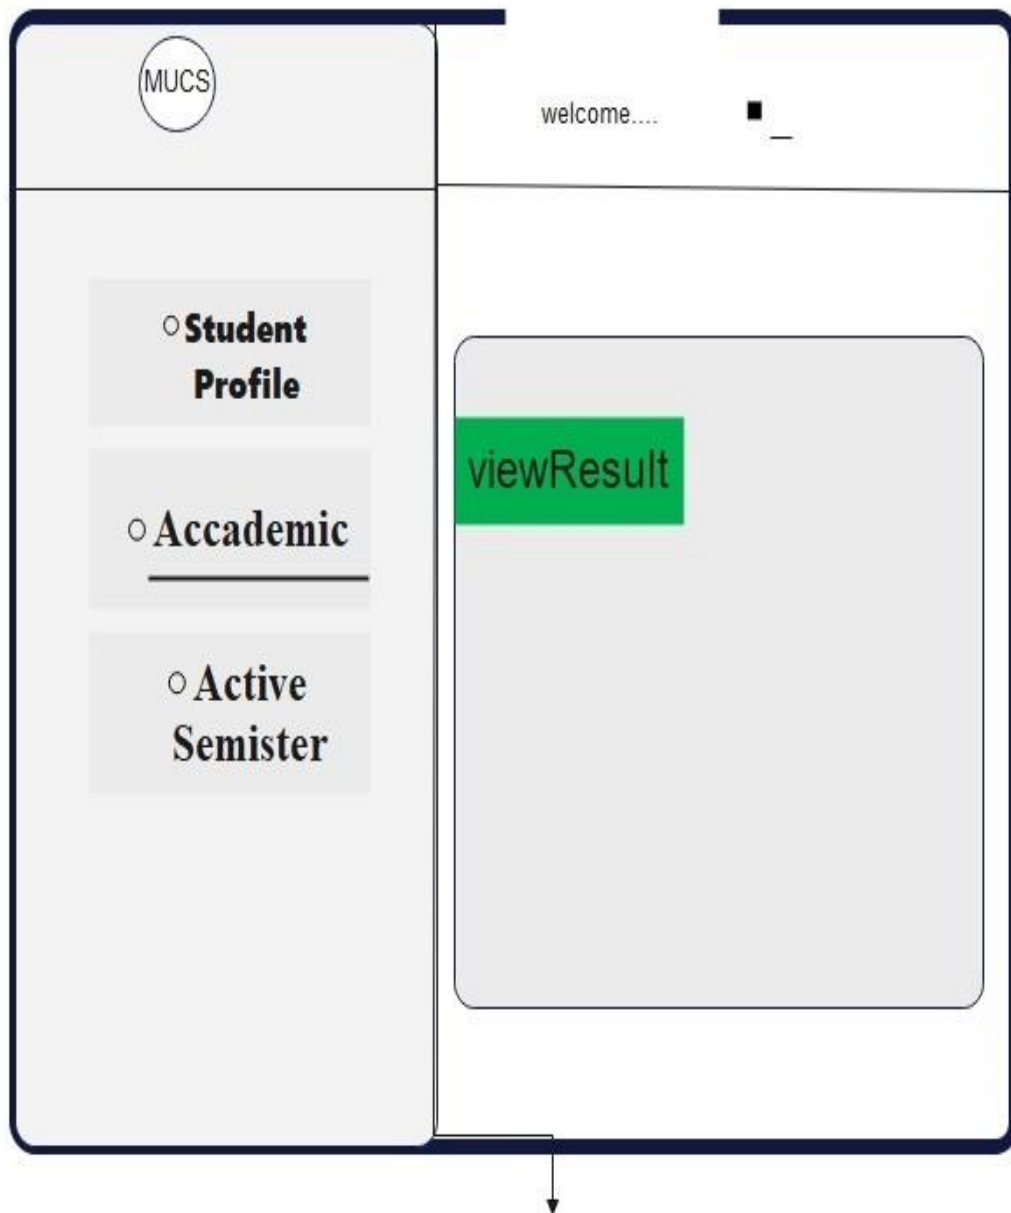 MUCS
welcome....
Student
Profile
Accademic
Active
Semister
viewResult